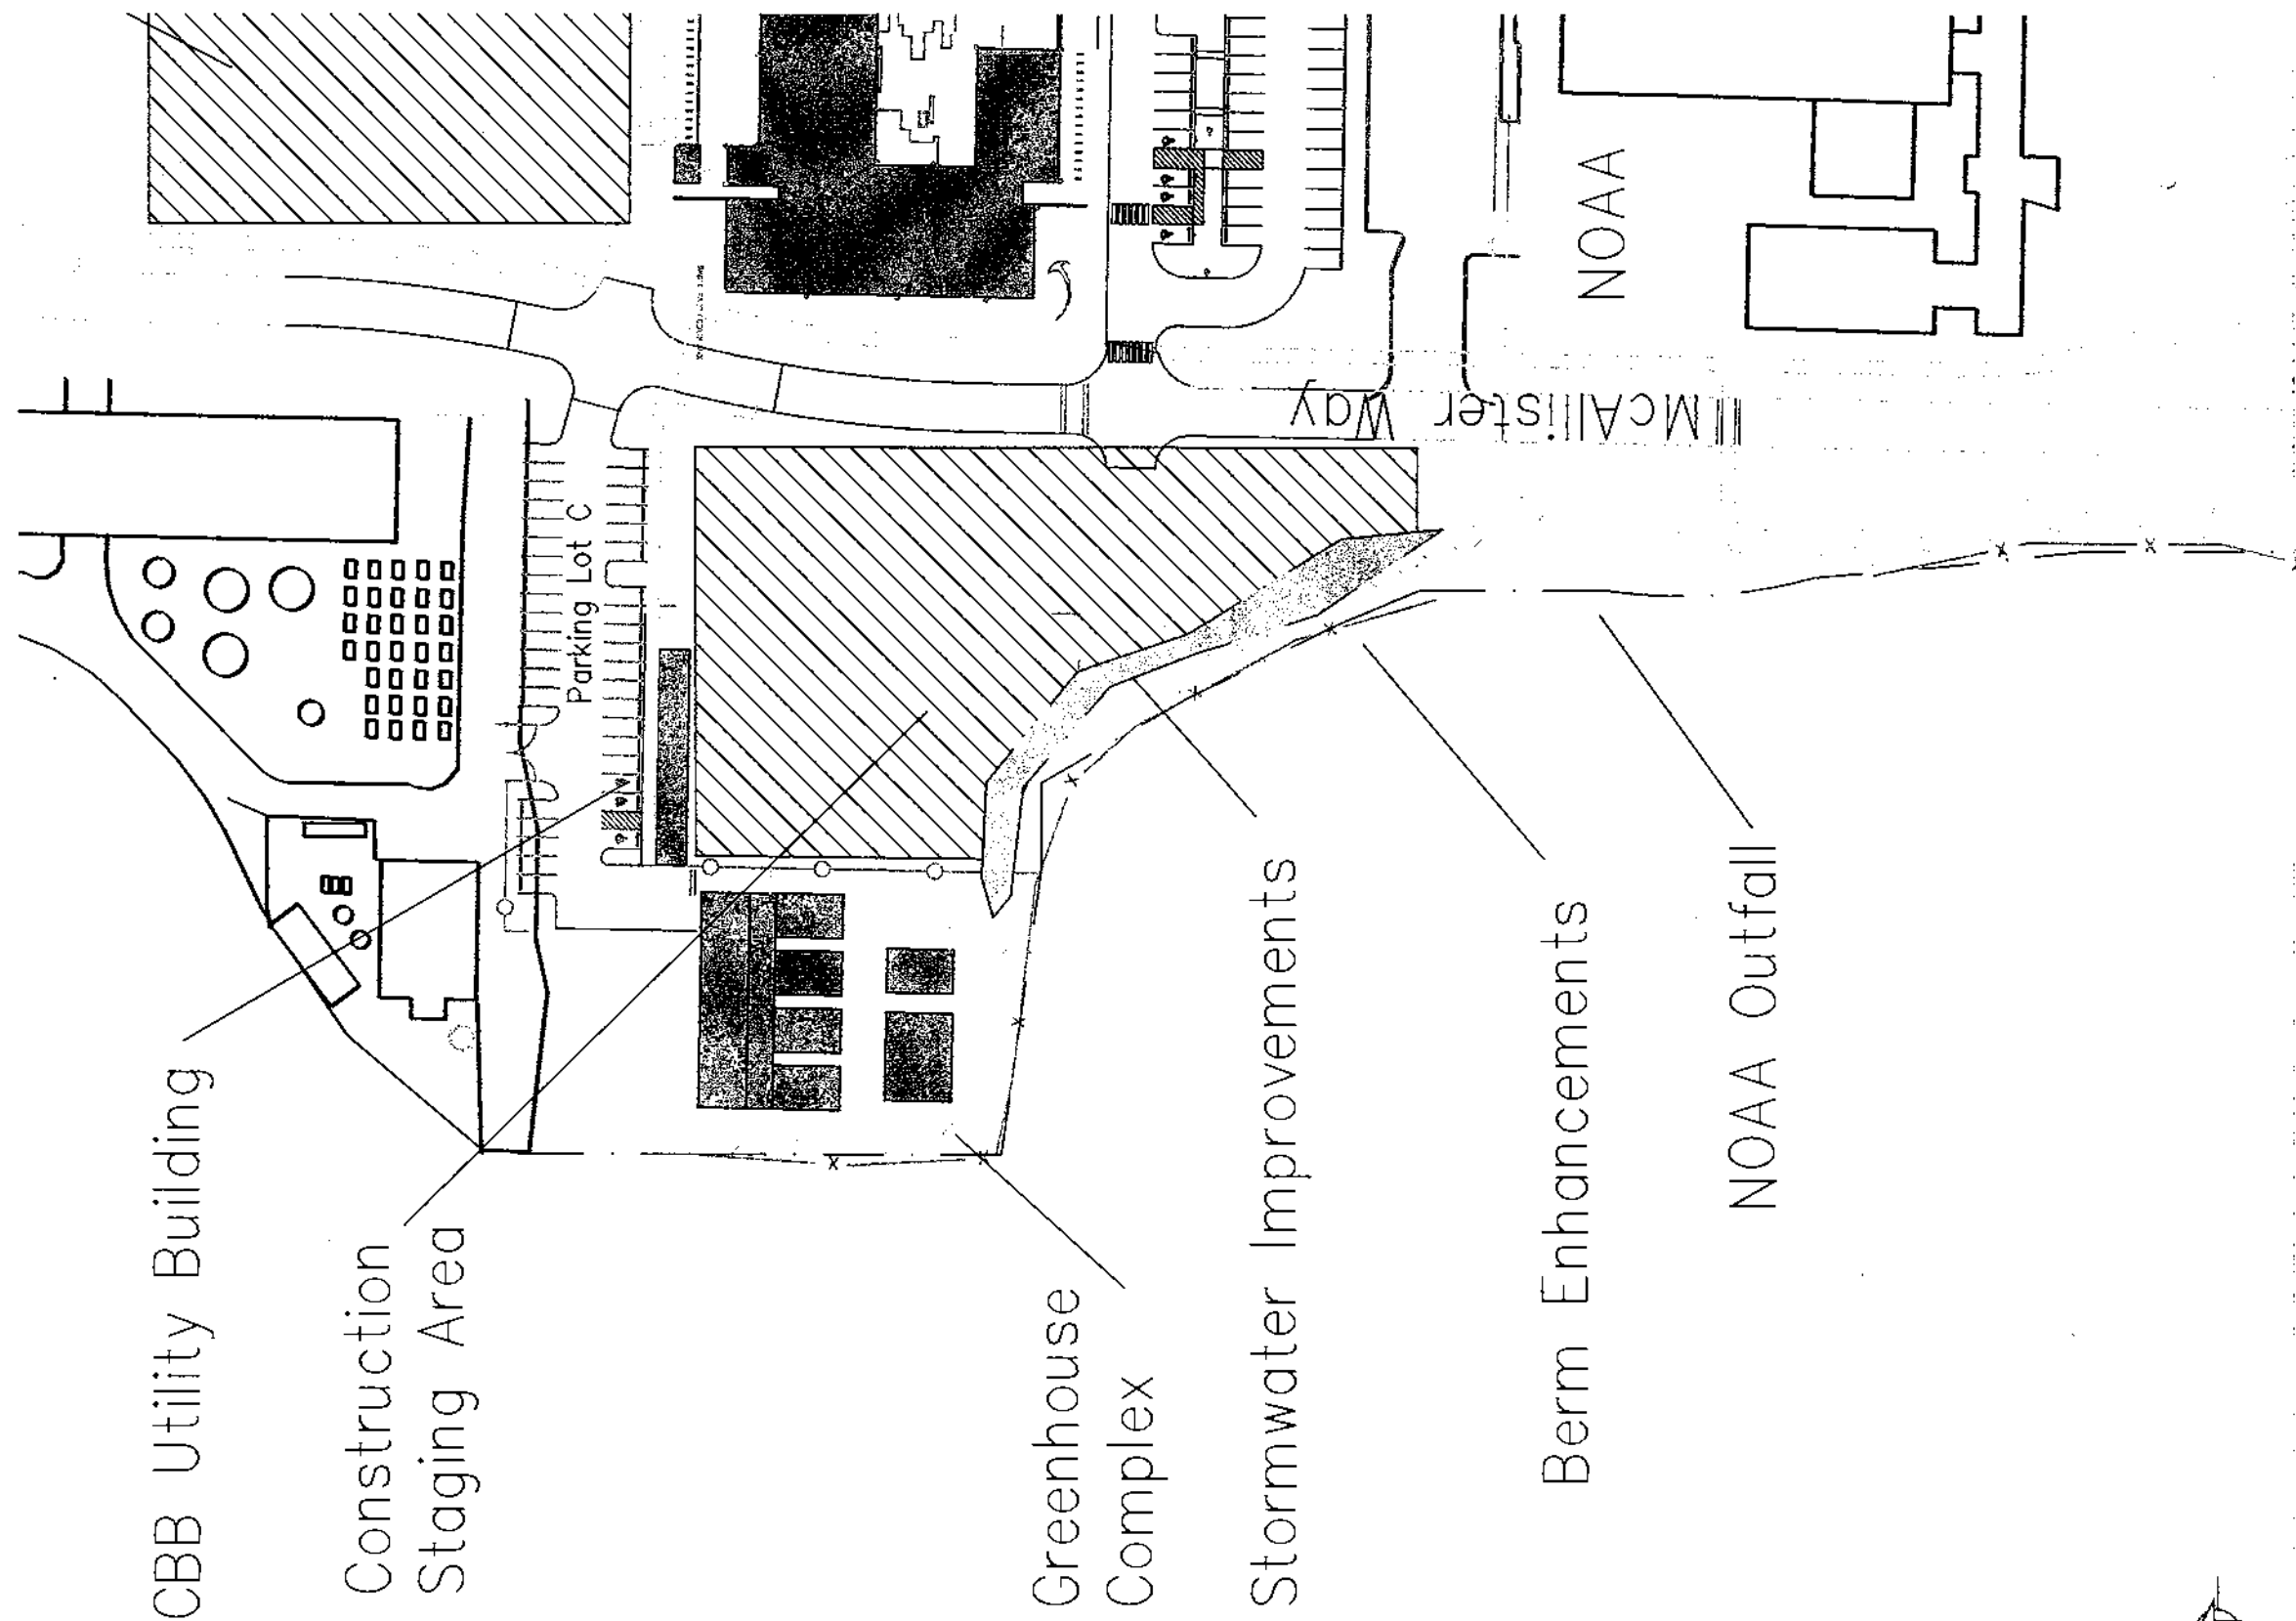 CBB Utility Building
Construction
Staging Area
Greenhouse
Complex
Stormwater Improvements
Berm Enhancements
NOAA Outfall
Parking Lot C
McAllister Way
NOAA